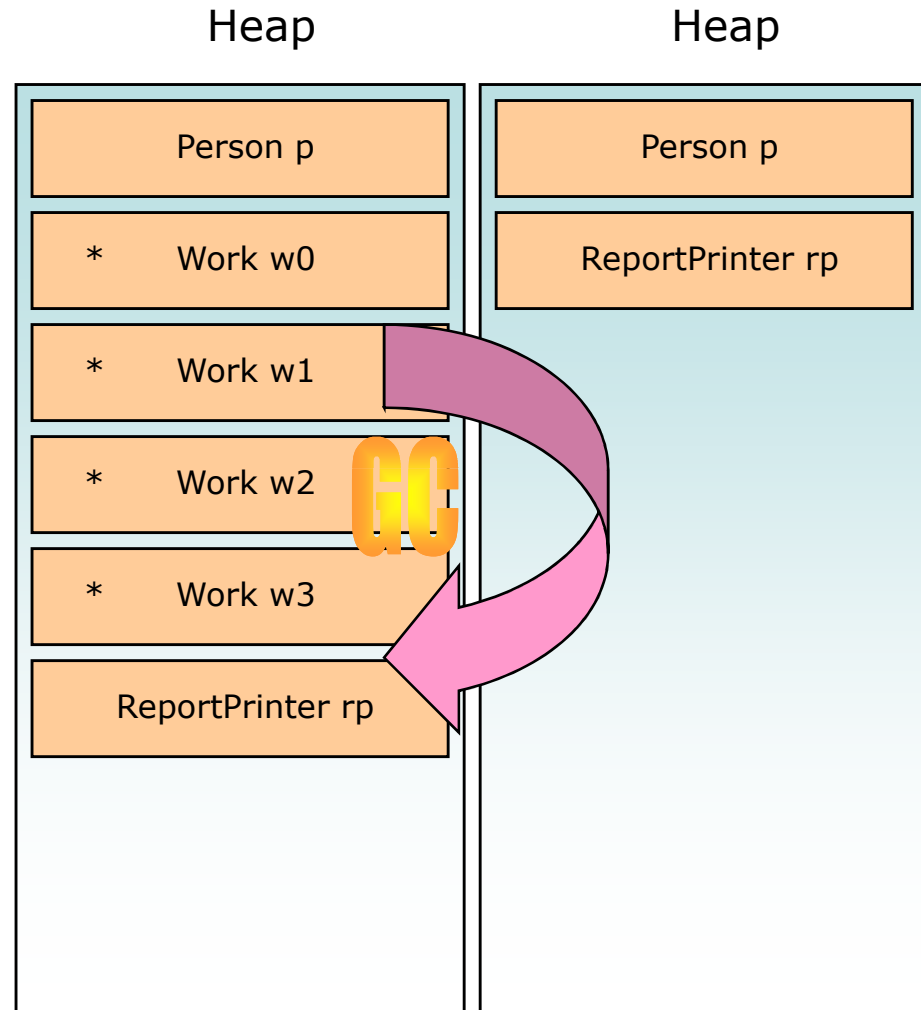 Heap
Person p
* Work w0
* Work w1
* Work w2
* Work w3
ReportPrinter rp
GC
Heap
Person p
ReportPrinter rp